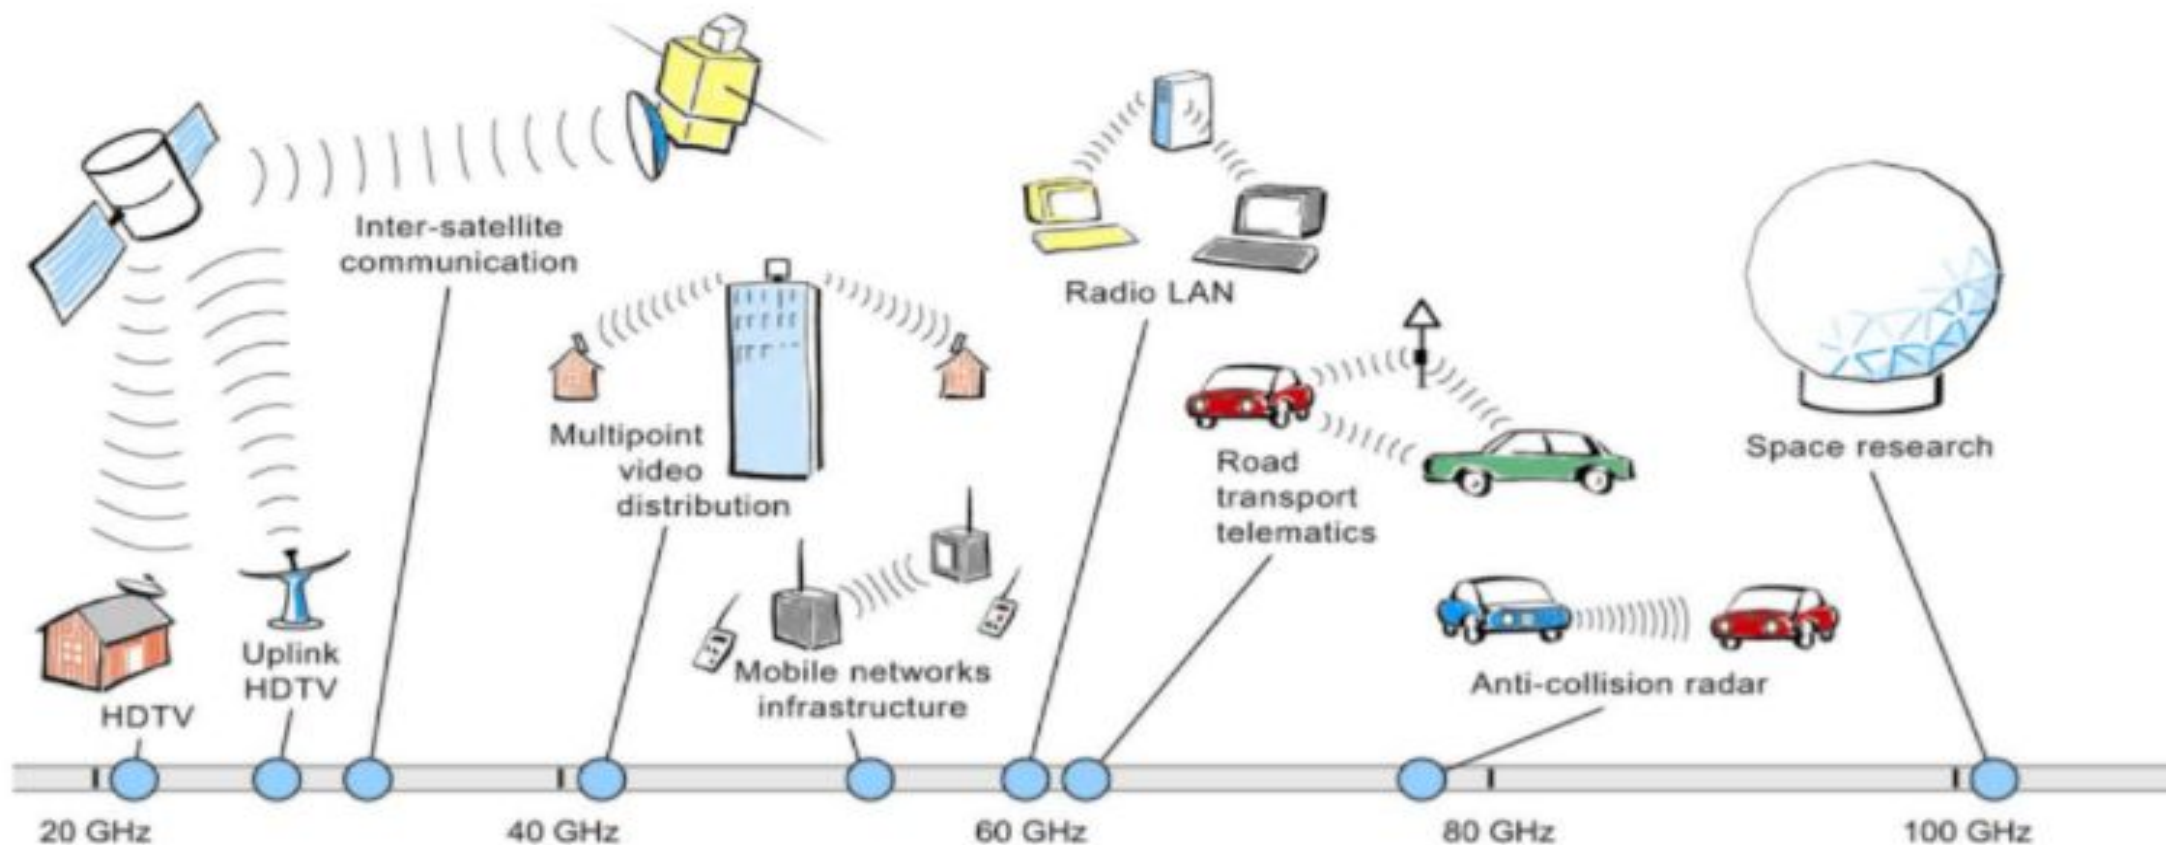 Inter-satellite
communication
Radio LAN
Multipoint
video
distribution
Road
transport
telematics
Space research
Uplink
HDTV
HDTV
Mobile networks
infrastructure
Anti-collision radar
20 GHz
40 GHz
60 GHz
80 GHz
100 GHz